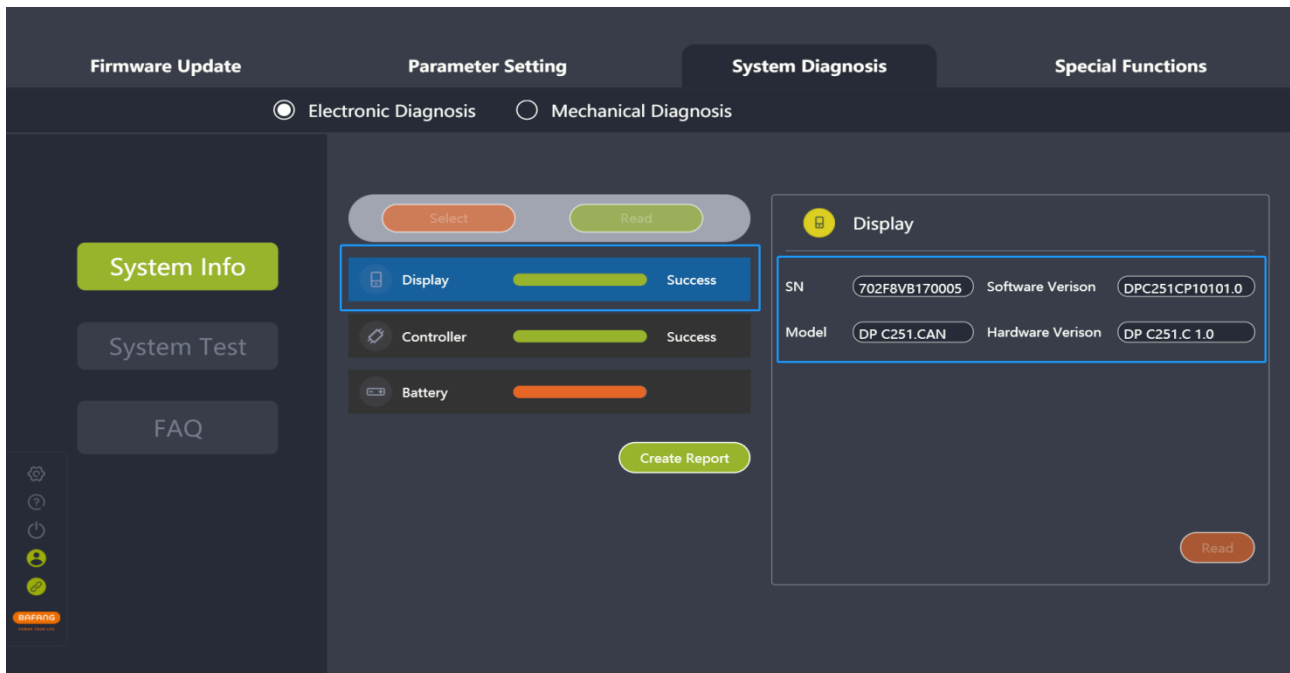 Firmware Update Parameter Setting System Diagnosis Special Functions
Electronic Diagnosis Mechanical Diagnosis
System Info
System Test
FAQ
BAFANG
Select Read
Display Success
Controller Success
Battery
Create Report
Display
SN 702F8VB170005 Software Verison DPC251CP10101.0
Model DP C251.CAN Hardware Verison DP C251.C 1.0
Read